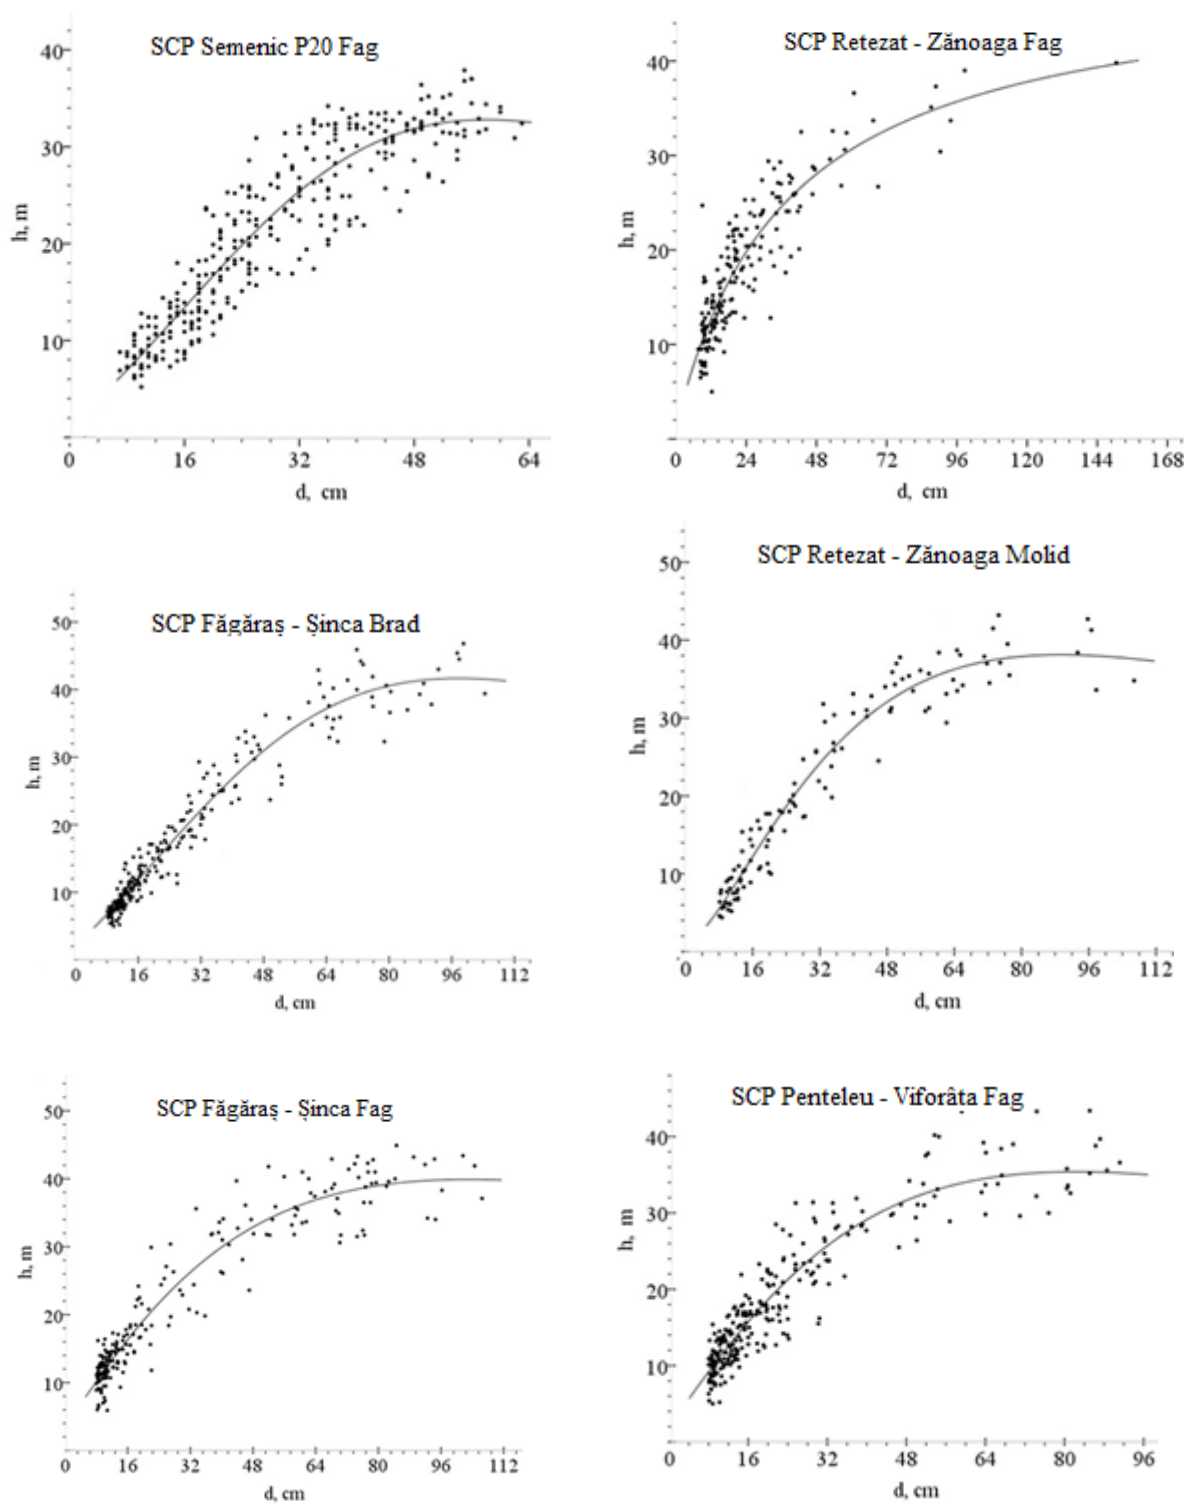 SCP Semenic P20 Fag
40
30
20
10
h, m
0 16 32 48 64
d, cm
SCP Retezat - Zănoaga Fag
40
30
20
10
h, m
0 24 48 72 96 120 144 168
d, cm
SCP Făgăraș - Șinca Brad
50
40
30
20
10
h, m
0 16 32 48 64 80 96 112
d, cm
SCP Retezat - Zănoaga Molid
50
40
30
20
10
h, m
0 16 32 48 64 80 96 112
d, cm
SCP Făgăraș - Șinca Fag
50
40
30
20
10
h, m
0 16 32 48 64 80 96 112
d, cm
SCP Penteleu - Viforâta Fag
40
30
20
10
h, m
0 16 32 48 64 80 96
d, cm